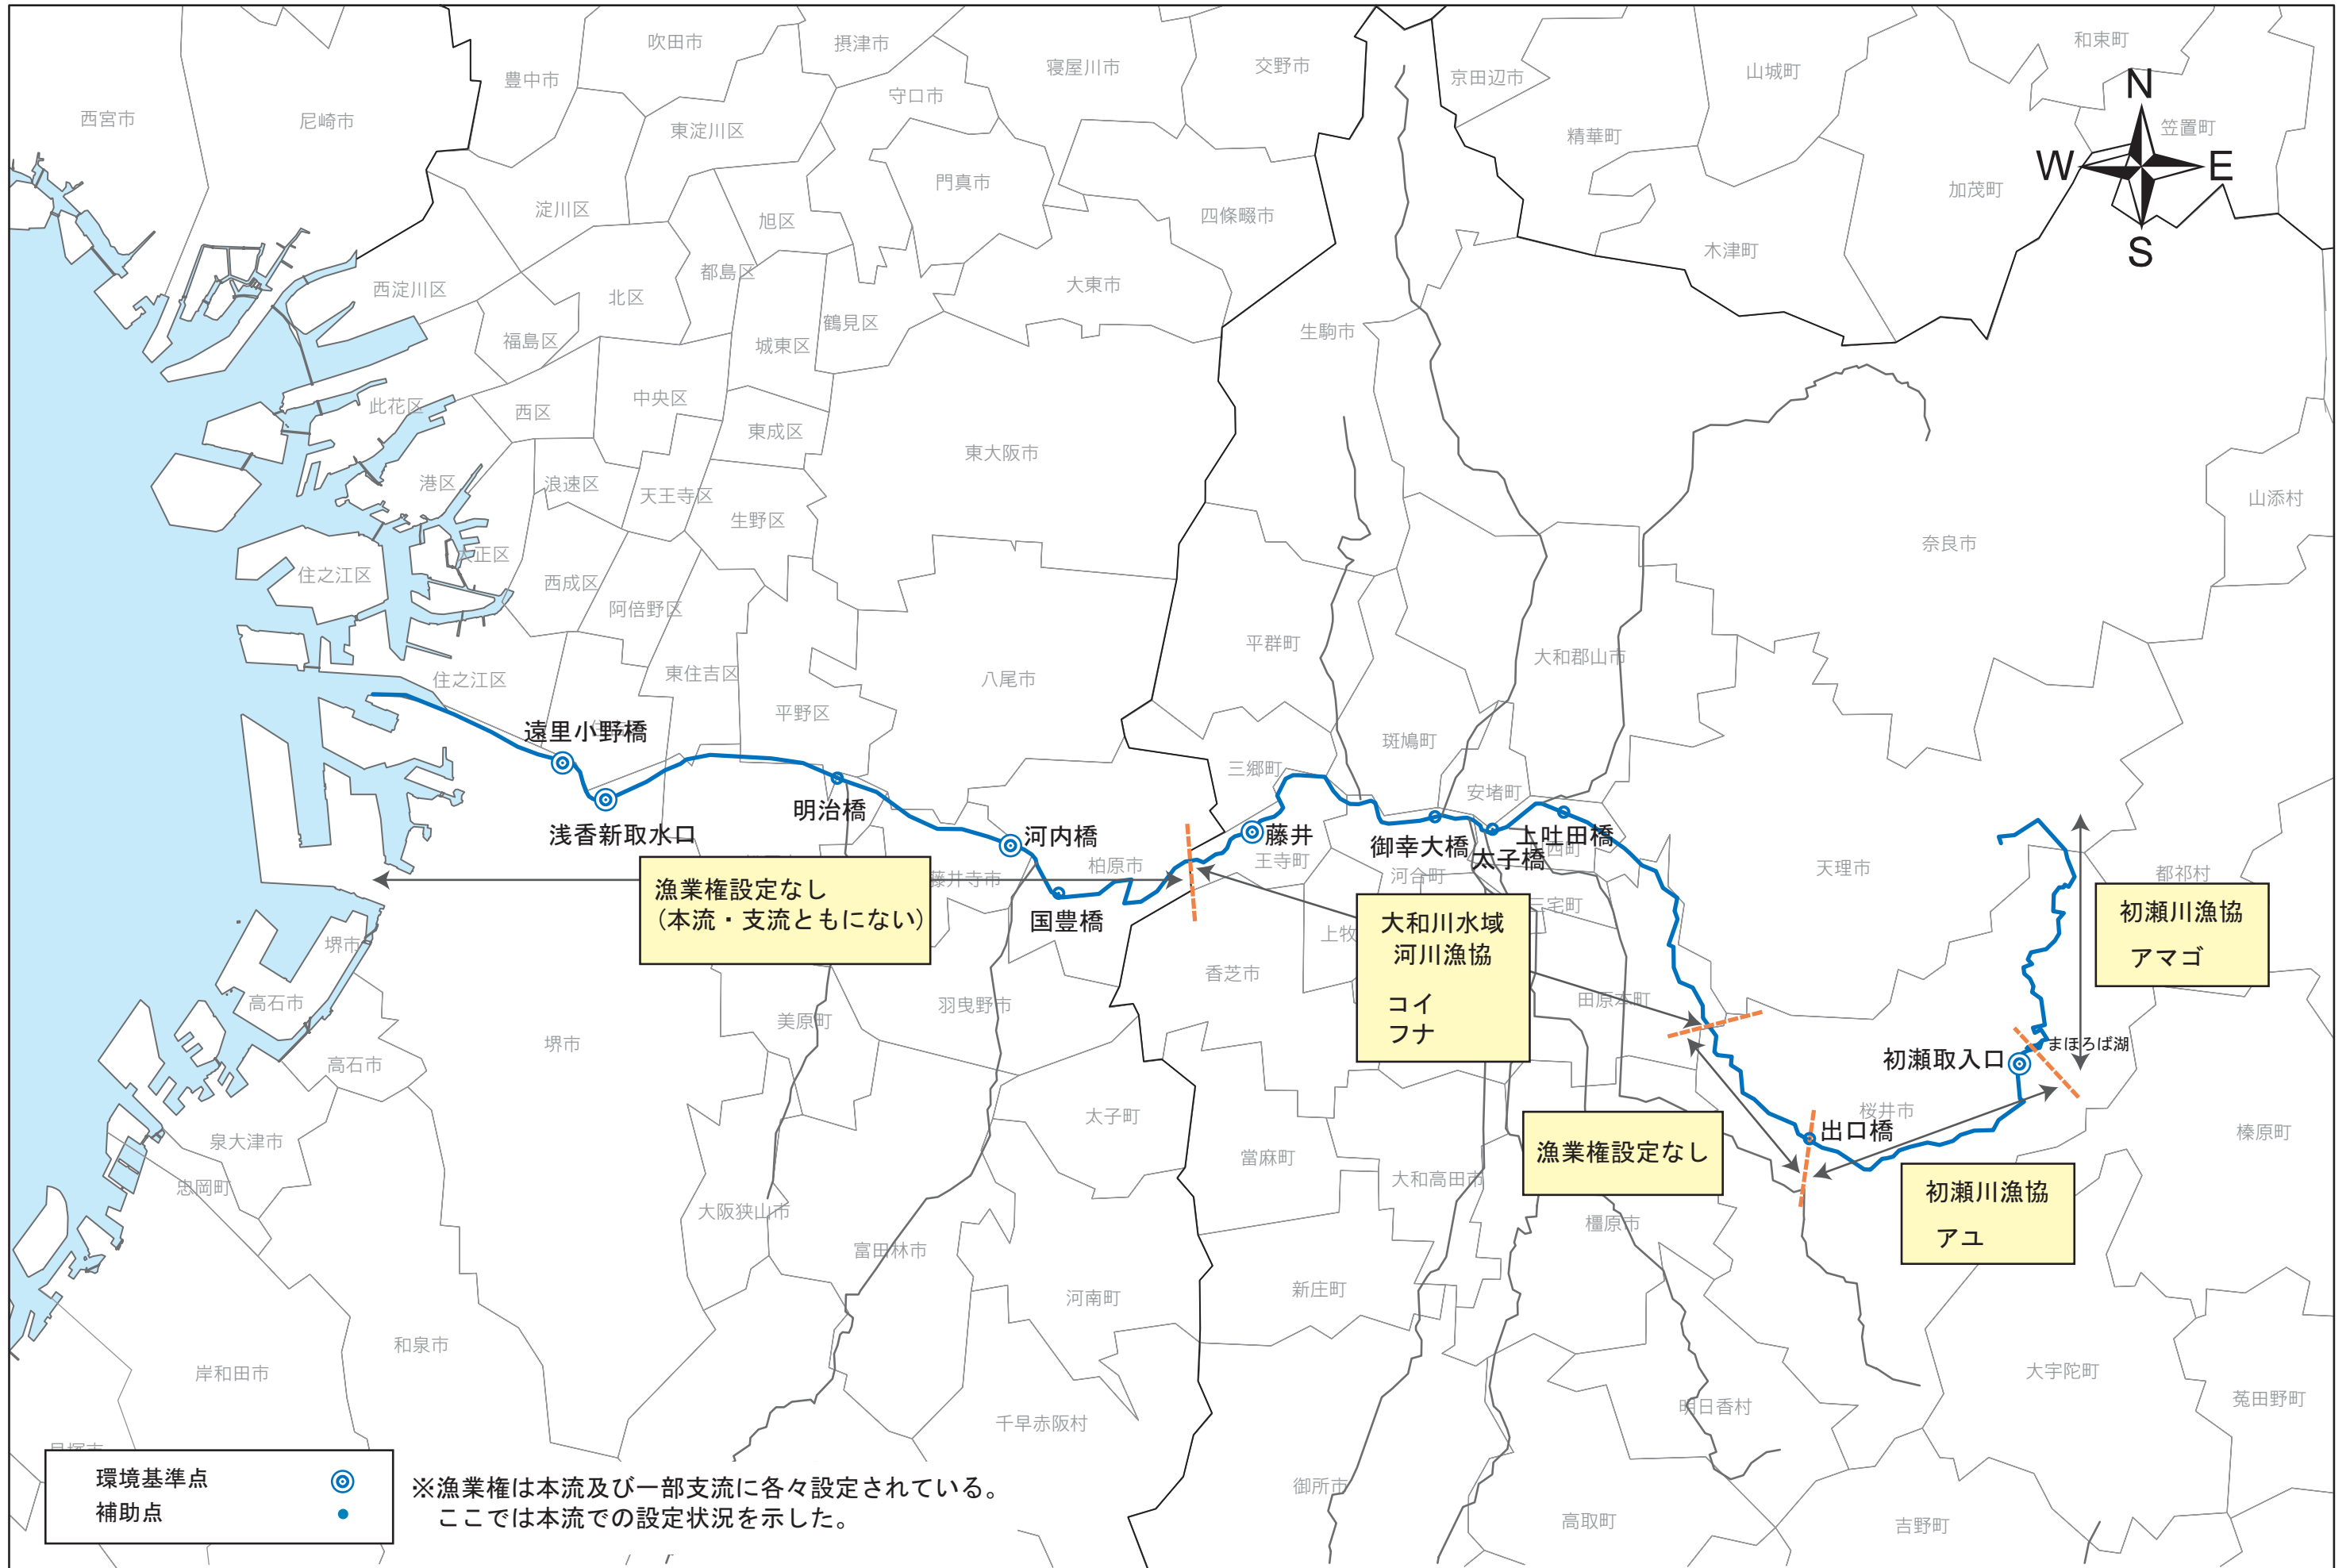 和束町
吹田市
摂津市
豊中市
寝屋川市
交野市
京田辺市
山城町
N
守口市
西宮市
尼崎市
東淀川区
精華町
笠置町
W
E
門真市
加茂町
淀川区
旭区
四條畷市
木津町
S
都島区
大東市
西淀川区
北区
福島区
鶴見区
城東区
生駒市
此花区
西区
中央区
東成区
東大阪市
港区
浪速区
天王寺区
生野区
山添村
奈良市
大正区
住之江区
西成区
阿倍野区
平群町
大和郡山市
東住吉区
八尾市
住之江区
平野区
遠里小野橋
斑鳩町
三郷町
安堵町
明治橋
浅香新取水口
河内橋
藤井
御幸大橋
上吐田橋
太子橋
王寺町
柏原市
河合町
天理市
都祁村
藤井寺市
漁業権設定なし
(本流・支流ともにない)
国豊橋
三宅町
上牧
大和川水域
河川漁協
コイ
フナ
初瀬川漁協
アマゴ
堺市
香芝市
高石市
羽曳野市
美原町
田原本町
堺市
高石市
まほろば湖
初瀬取入口
桜井市
出口橋
太子町
泉大津市
榛原町
當麻町
漁業権設定なし
大和高田市
忠岡町
大阪狭山市
初瀬川漁協
アユ
橿原市
富田林市
新庄町
河南町
和泉市
岸和田市
大宇陀町
菟田野町
明日香村
千早赤阪村
環境基準点
補助点
※漁業権は本流及び一部支流に各々設定されている。
ここでは本流での設定状況を示した。
御所市
高取町
吉野町